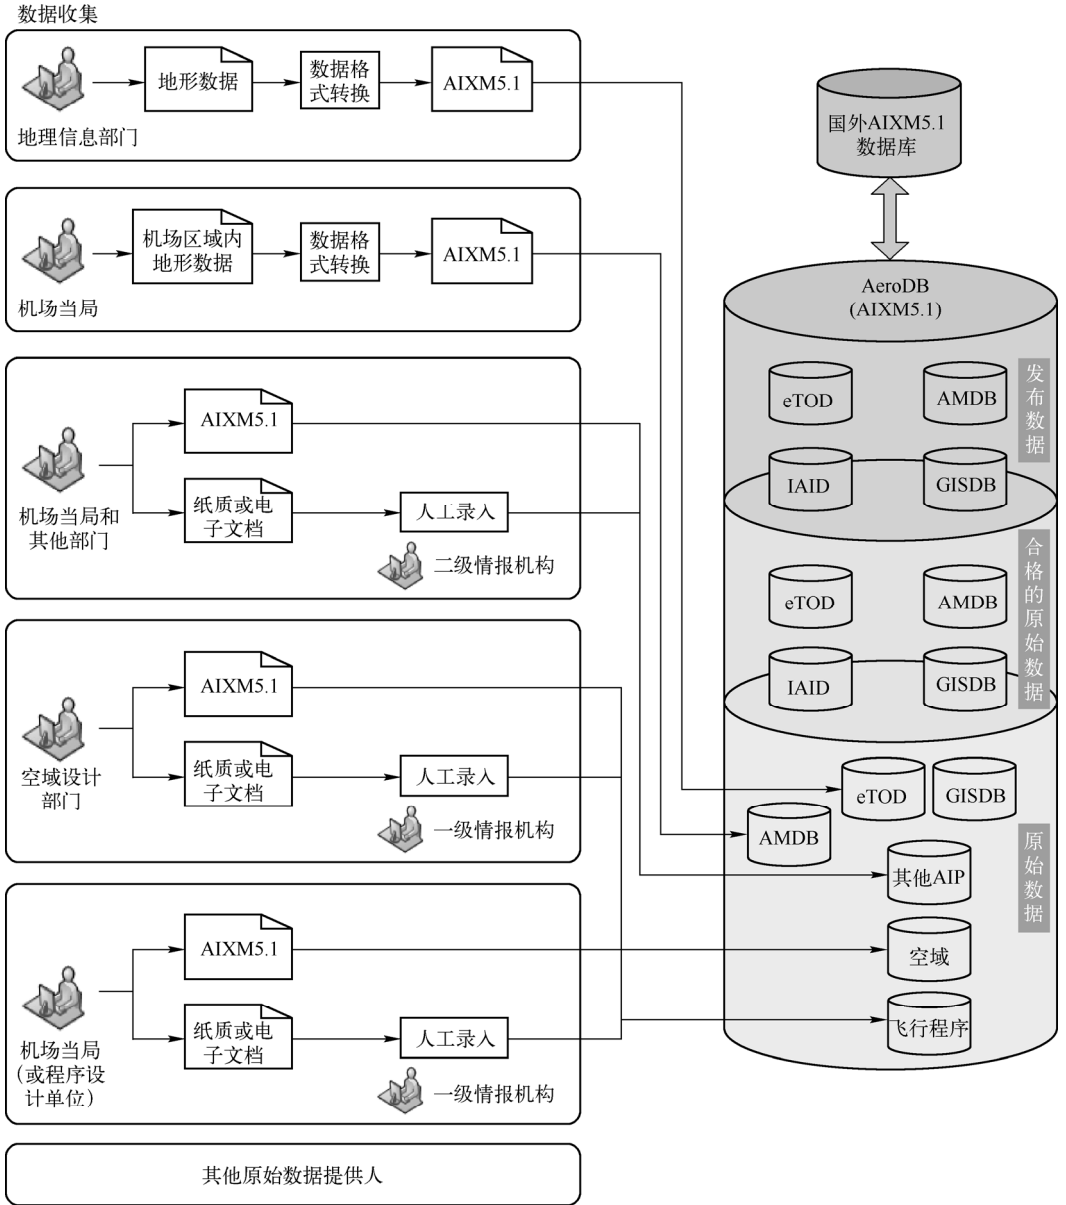 数据收集
地形数据
数据格
式转换
AIXM5.1
地理信息部门
机场区域内
地形数据
数据格
式转换
AIXM5.1
机场当局
AIXM5.1
纸质或电
子文档
人工录入
机场当局和
其他部门
二级情报机构
AIXM5.1
纸质或电
子文档
人工录入
空域设计
部门
一级情报机构
AIXM5.1
纸质或电
子文档
人工录入
机场当局
(或程序设
计单位)
一级情报机构
其他原始数据提供人
国外AIXM5.1
数据库
AeroDB
(AIXM5.1)
eTOD
AMDB
IAID
GISDB
发布数据
eTOD
AMDB
IAID
GISDB
合格的原始数据
eTOD
GISDB
AMDB
其他AIP
空域
飞行程序
原始数据